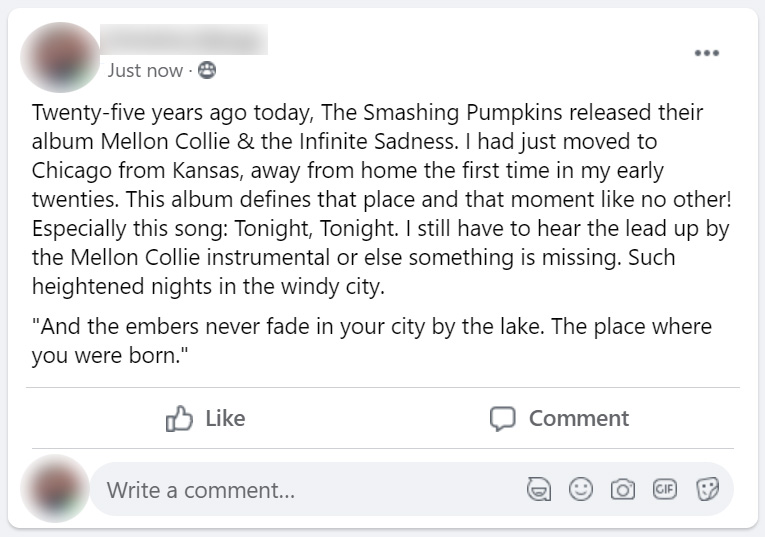 Just now ·
Twenty-five years ago today, The Smashing Pumpkins released their
album Mellon Collie & the Infinite Sadness. I had just moved to
Chicago from Kansas, away from home the first time in my early
twenties. This album defines that place and that moment like no other!
Especially this song: Tonight, Tonight. I still have to hear the lead up by
the Mellon Collie instrumental or else something is missing. Such
heightened nights in the windy city.
"And the embers never fade in your city by the lake. The place where
you were born."
Like Comment
Write a comment... GIF